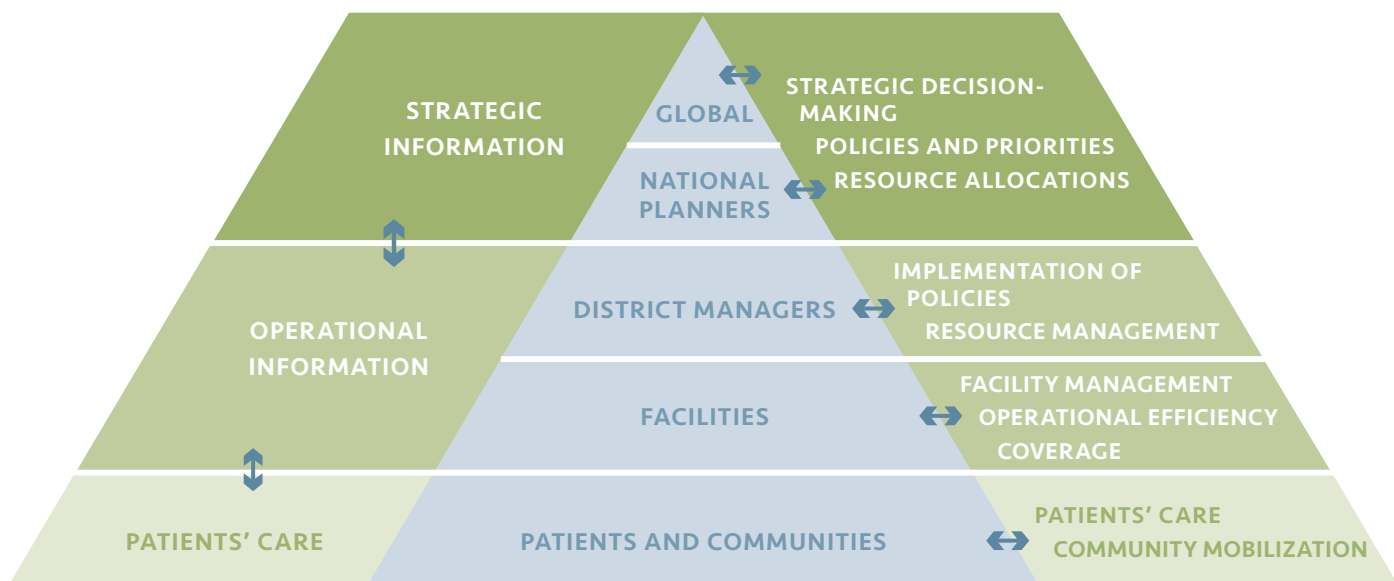 STRATEGIC
INFORMATION
GLOBAL
STRATEGIC DECISION-
MAKING
POLICIES AND PRIORITIES
NATIONAL
PLANNERS
RESOURCE ALLOCATIONS
OPERATIONAL
INFORMATION
DISTRICT MANAGERS
IMPLEMENTATION OF
POLICIES
RESOURCE MANAGEMENT
FACILITIES
FACILITY MANAGEMENT
OPERATIONAL EFFICIENCY
COVERAGE
PATIENTS’ CARE
PATIENTS AND COMMUNITIES
PATIENTS’ CARE
COMMUNITY MOBILIZATION